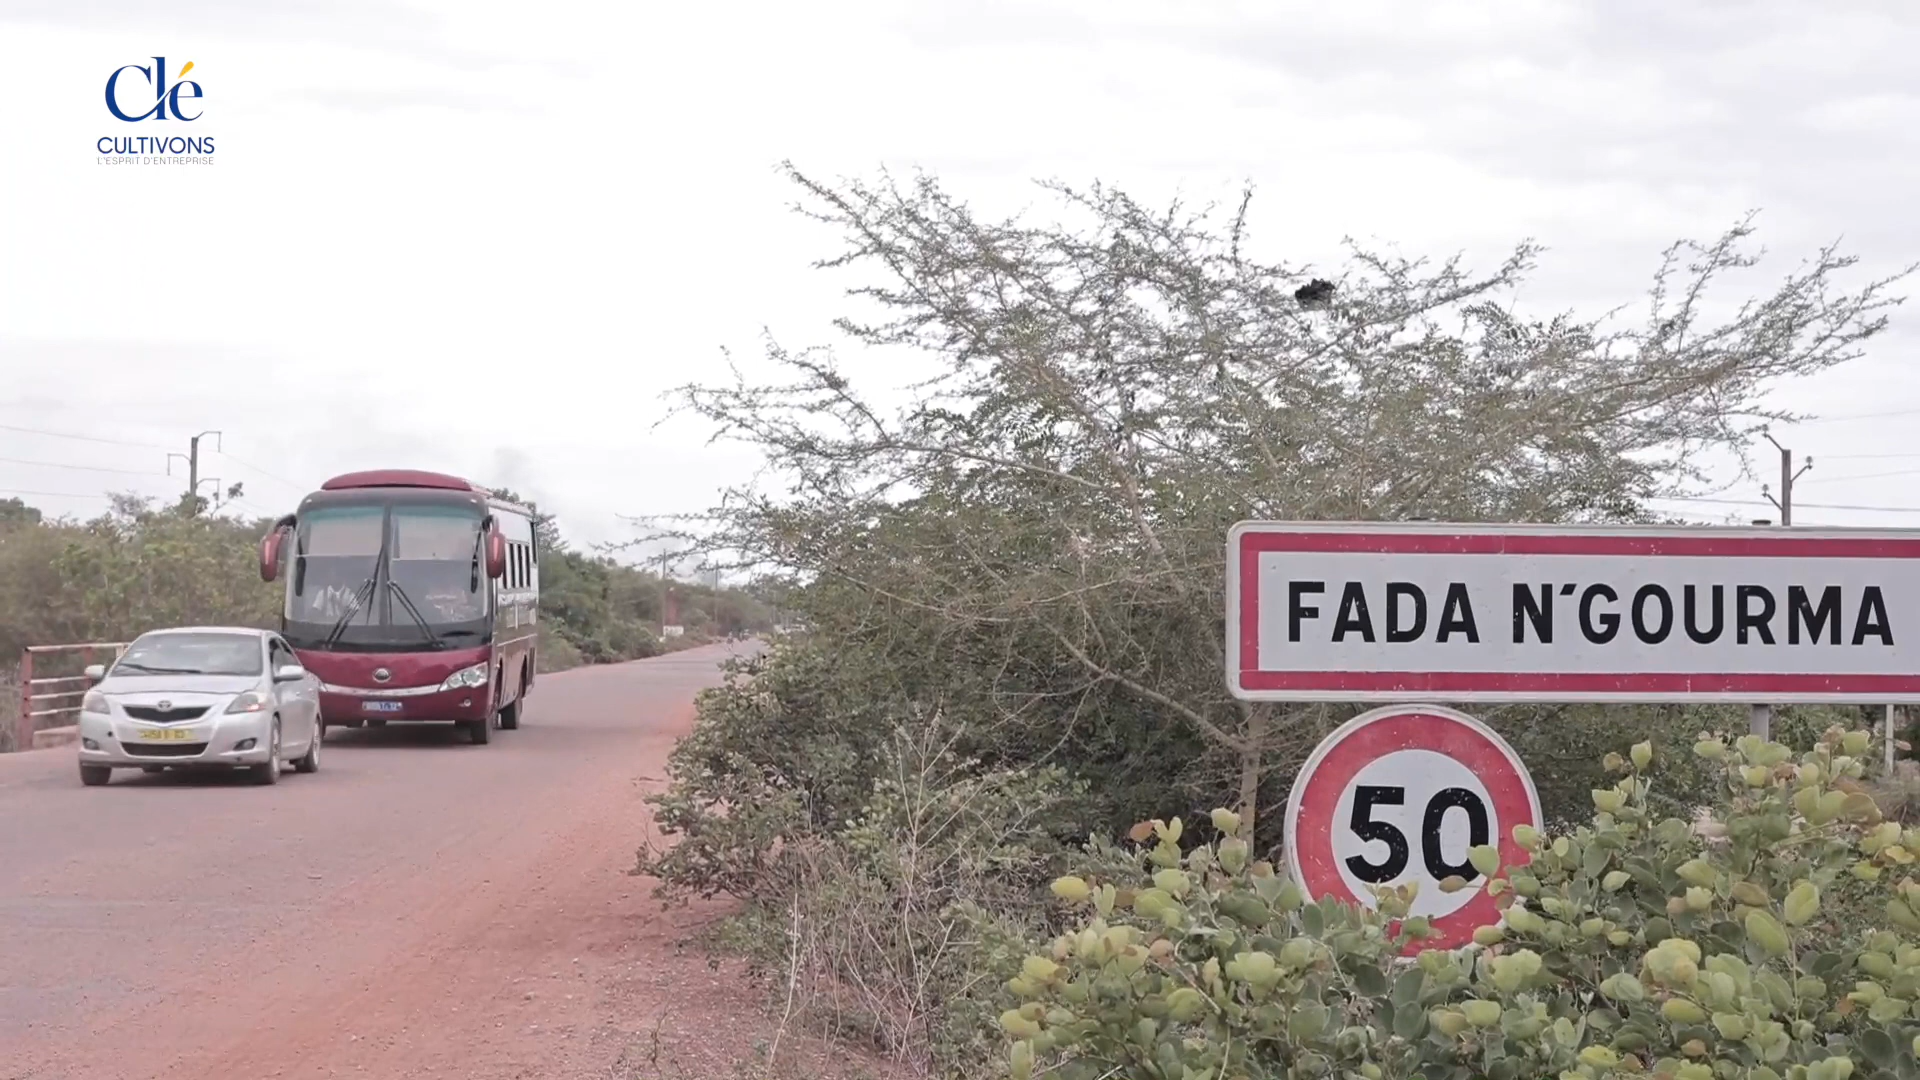 Clé
CULTIVONS
L'ESPRIT D'ENTREPRISE
FADA N'GOURMA
50